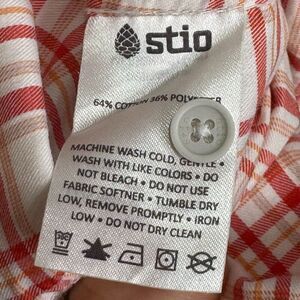 stio
64% COTTON 36% POLYESTER
MACHINE WASH COLD, GENTLE •
WASH WITH LIKE COLORS • DO
NOT BLEACH • DO NOT USE
FABRIC SOFTNER • TUMBLE DRY
LOW, REMOVE PROMPTLY • IRON
LOW • DO NOT DRY CLEAN